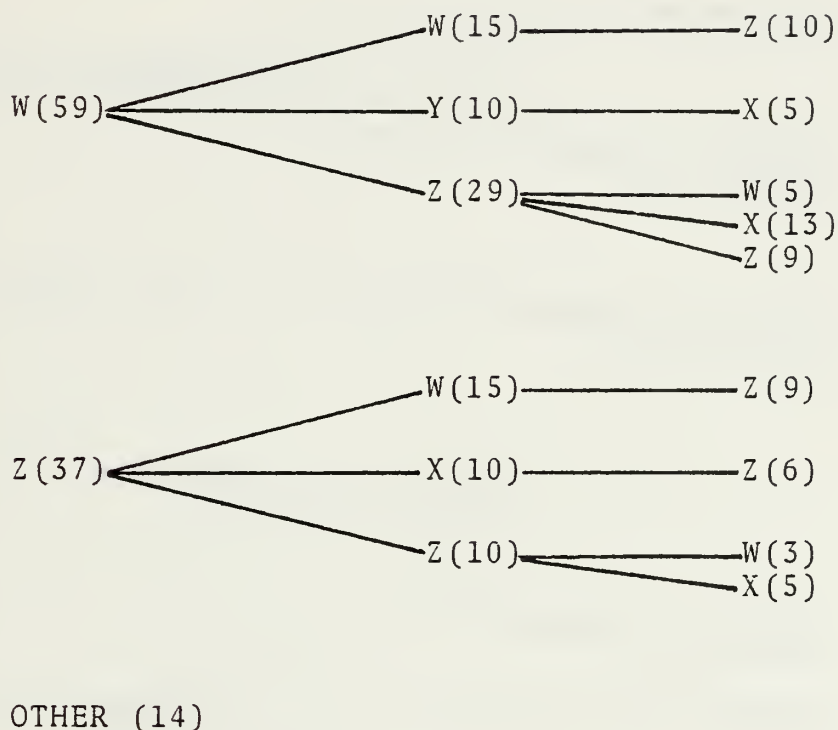 W(15) Z(10)
W(59) Y(10) X(5)
Z(29) W(5)
X(13)
Z(9)
W(15) Z(9)
Z(37) X(10) Z(6)
Z(10) W(3)
X(5)
OTHER (14)